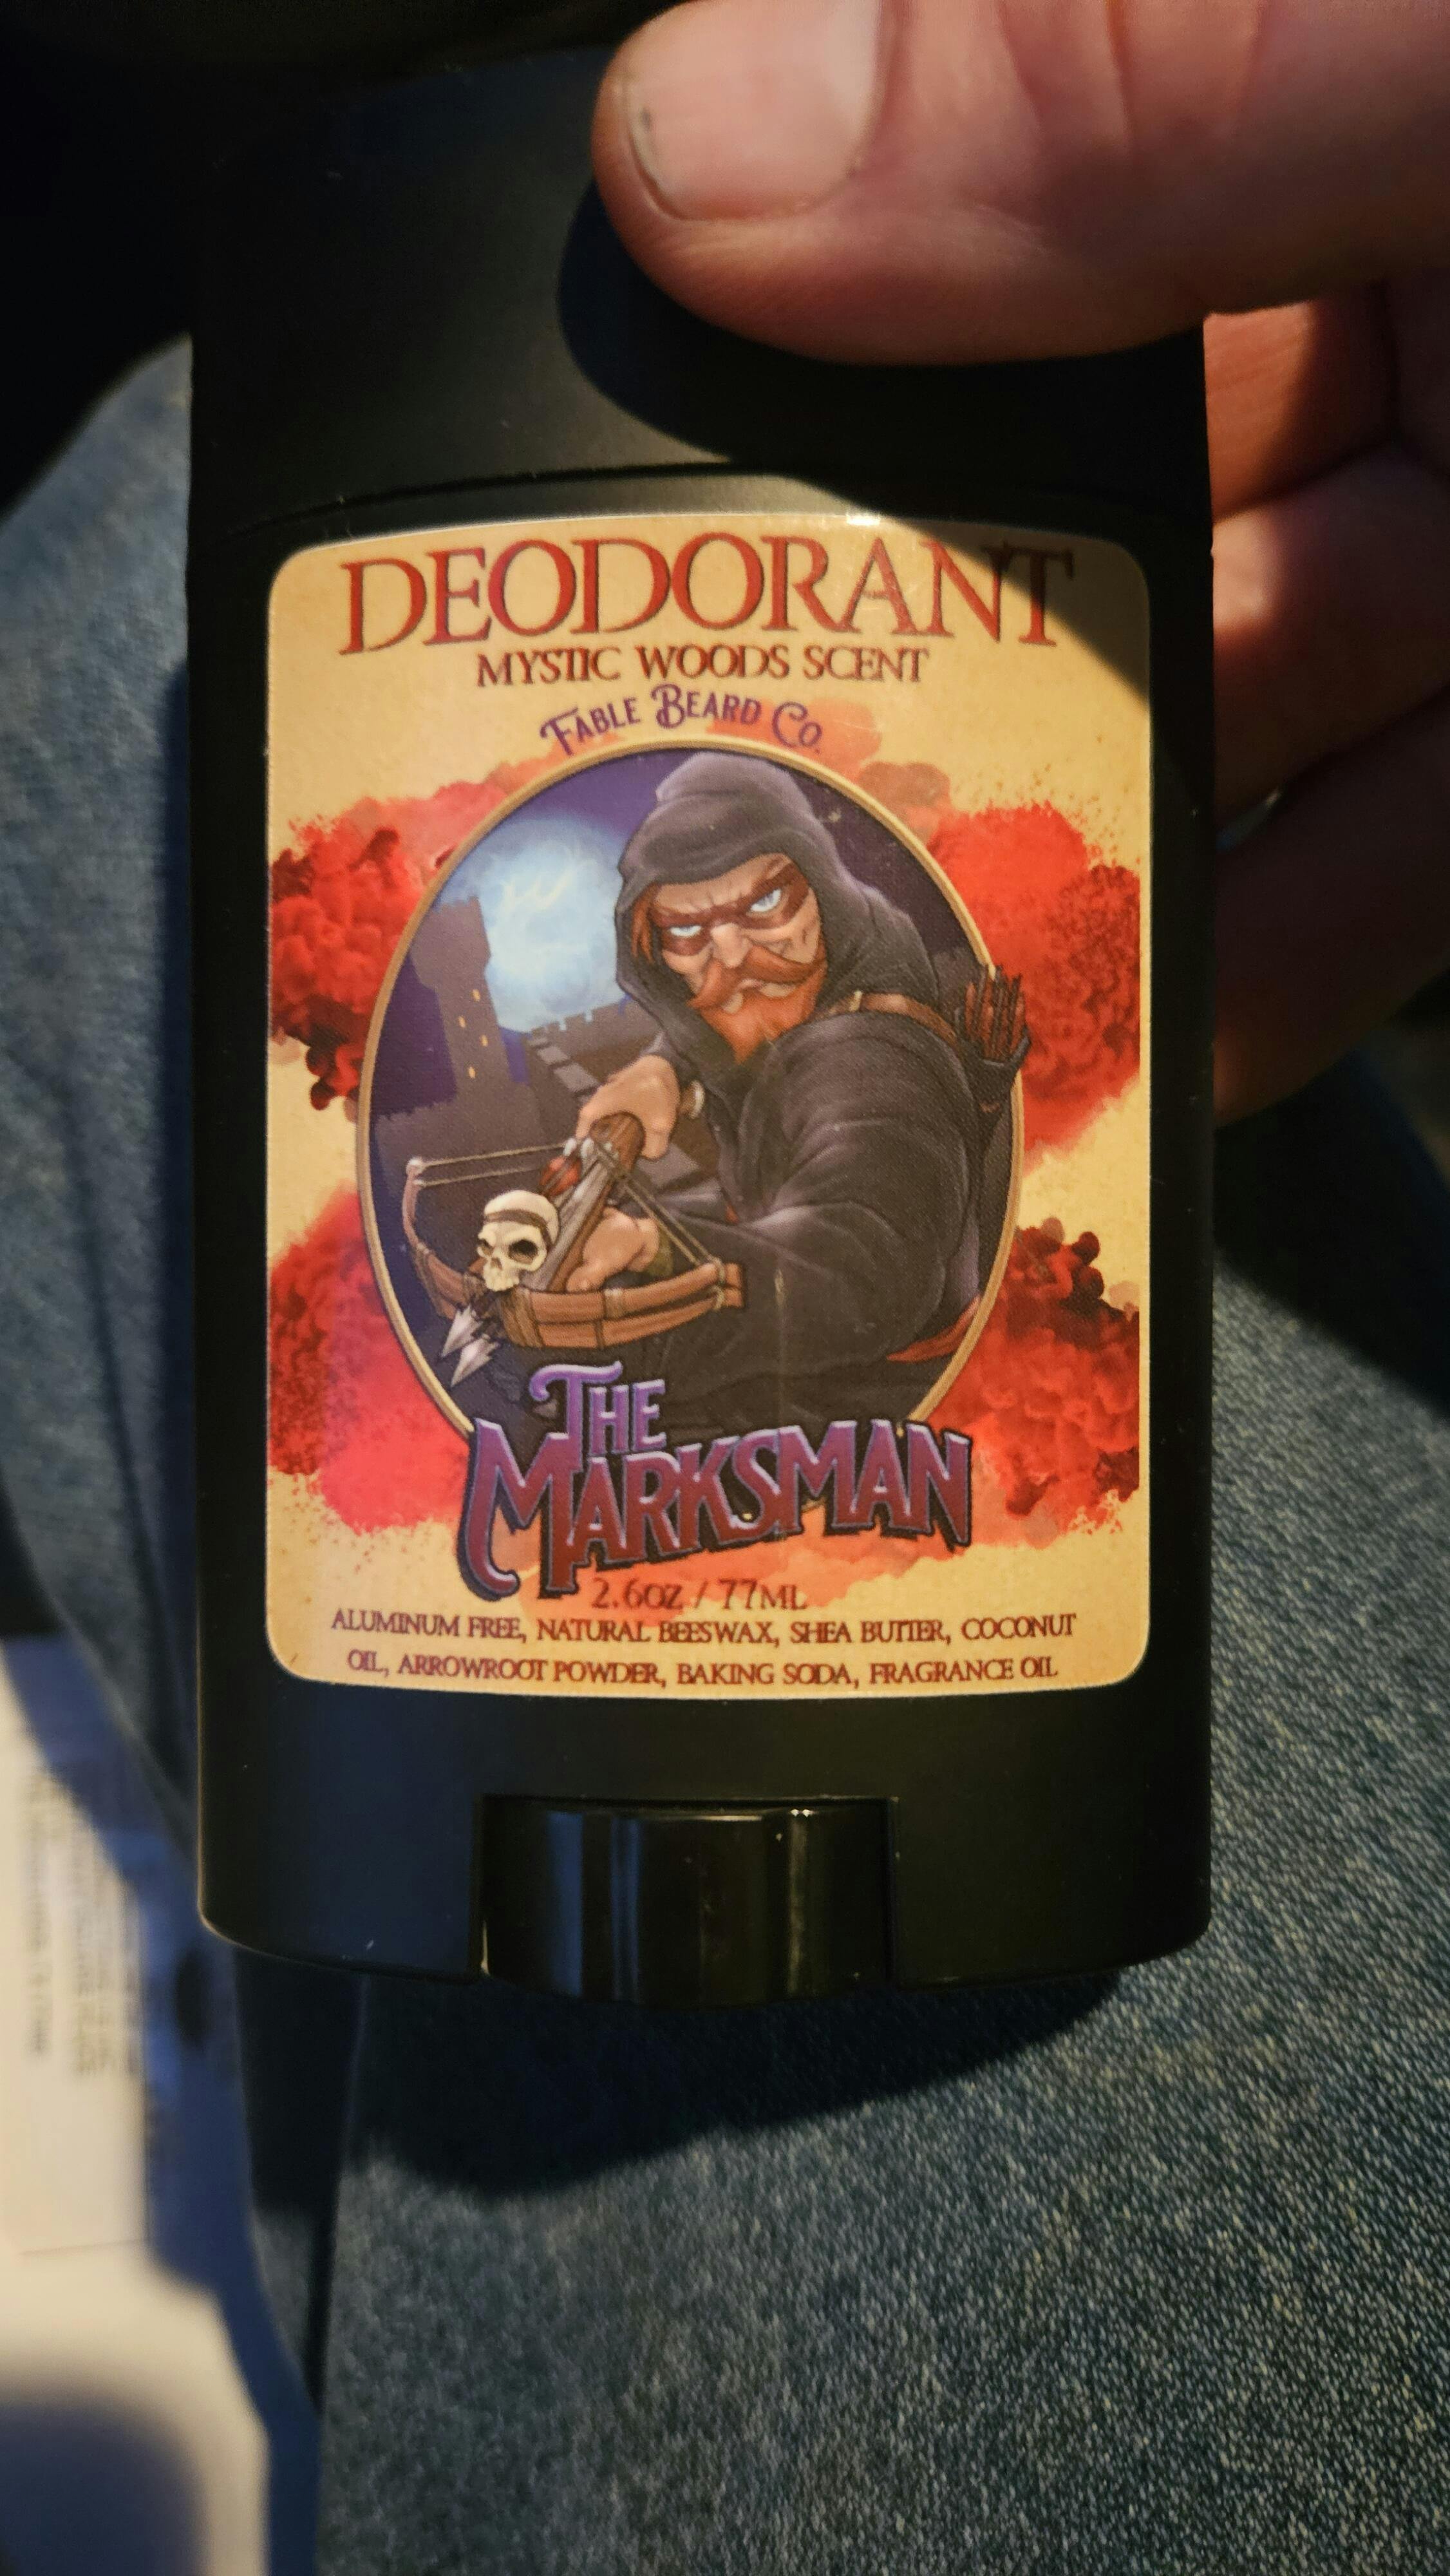 DEODORANT
MYSTIC WOODS SCENT
FABLE BEARD CO.
THE
MARKSMAN
2.6OZ / 77ML
ALUMINUM FREE, NATURAL BEESWAX, SHEA BUTTER, COCONUT
OIL, ARROWROOT POWDER, BAKING SODA, FRAGRANCE OIL